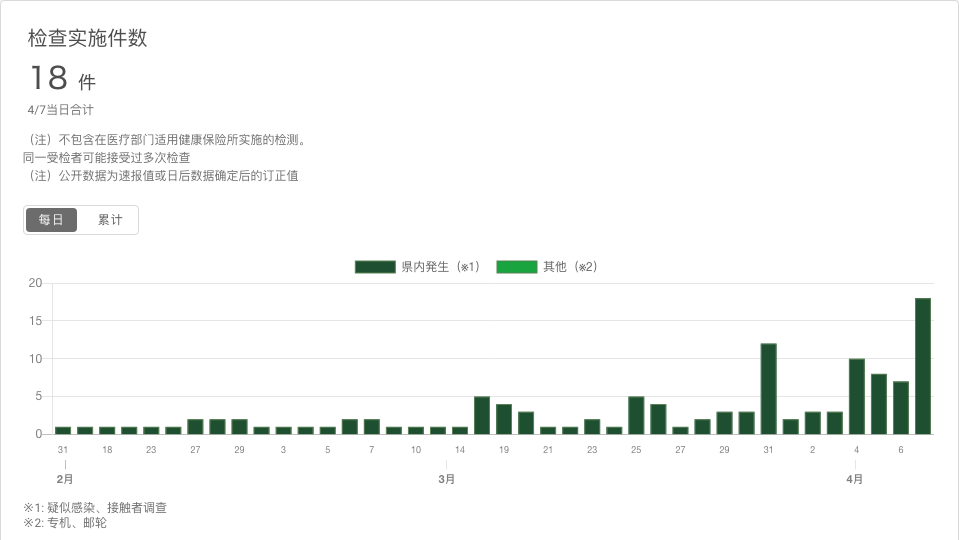 检查实施件数
18 件
4/7当日合计
（注）不包含在医疗部门适用健康保险所实施的检测。
同一受检者可能接受过多次检查
（注）公开数据为速报值或日后数据确定后的订正值
每日 累计
県内発生（※1） 其他（※2）
20
15
10
5
0
31 18 23 27 29 3 5 7 10 14 19 21 23 25 27 29 31 2 4 6
2月 3月 4月
※1: 疑似感染、接触者调查
※2: 专机、邮轮